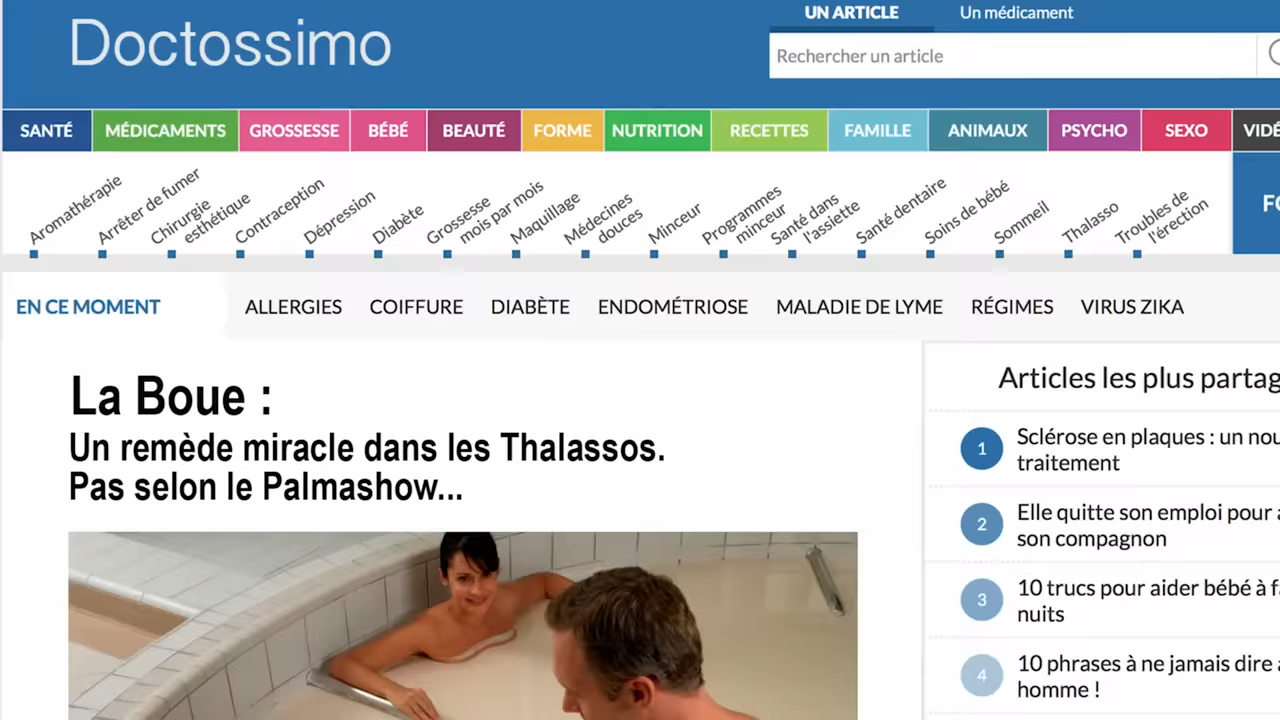 Doctossimo
UN ARTICLE
Un médicament
Rechercher un article
SANTÉ
MÉDICAMENTS
GROSSESSE
BÉBÉ
BEAUTÉ
FORME
NUTRITION
RECETTES
FAMILLE
ANIMAUX
PSYCHO
SEXO
Aromathérapie
Arrêter de fumer
Chirurgie
esthétique
Contraception
Dépression
Diabète
Grossesse
mois par mois
Maquillage
Médecines
douces
Minceur
Programmes
minceur
Santé dans
l'assiette
Santé dentaire
Soins de bébé
Sommeil
Thalasso
Troubles de
l'érection
EN CE MOMENT
ALLERGIES
COIFFURE
DIABÈTE
ENDOMÉTRIOSE
MALADIE DE LYME
RÉGIMES
VIRUS ZIKA
La Boue :
Un remède miracle dans les Thalassos.
Pas selon le Palmashow...
Articles les plus
1
Sclérose en plaques : un
traitement
2
Elle quitte son emploi pour
son compagnon
3
10 trucs pour aider bébé à
nuits
4
10 phrases à ne jamais dire
homme !